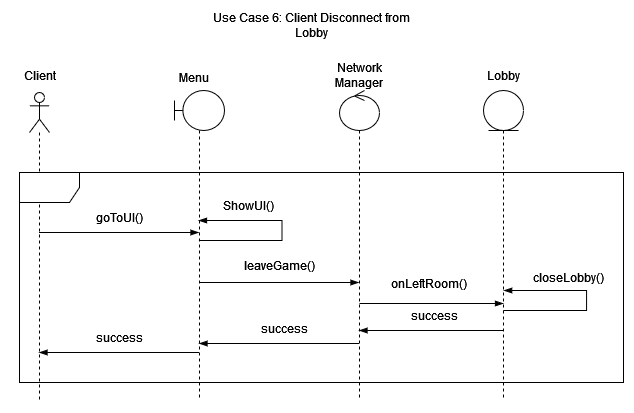 Use Case 6: Client Disconnect from
Lobby
Client
Menu
Network
Manager
Lobby
ShowUI()
goToUI()
leaveGame()
closeLobby()
onLeftRoom()
success
success
success